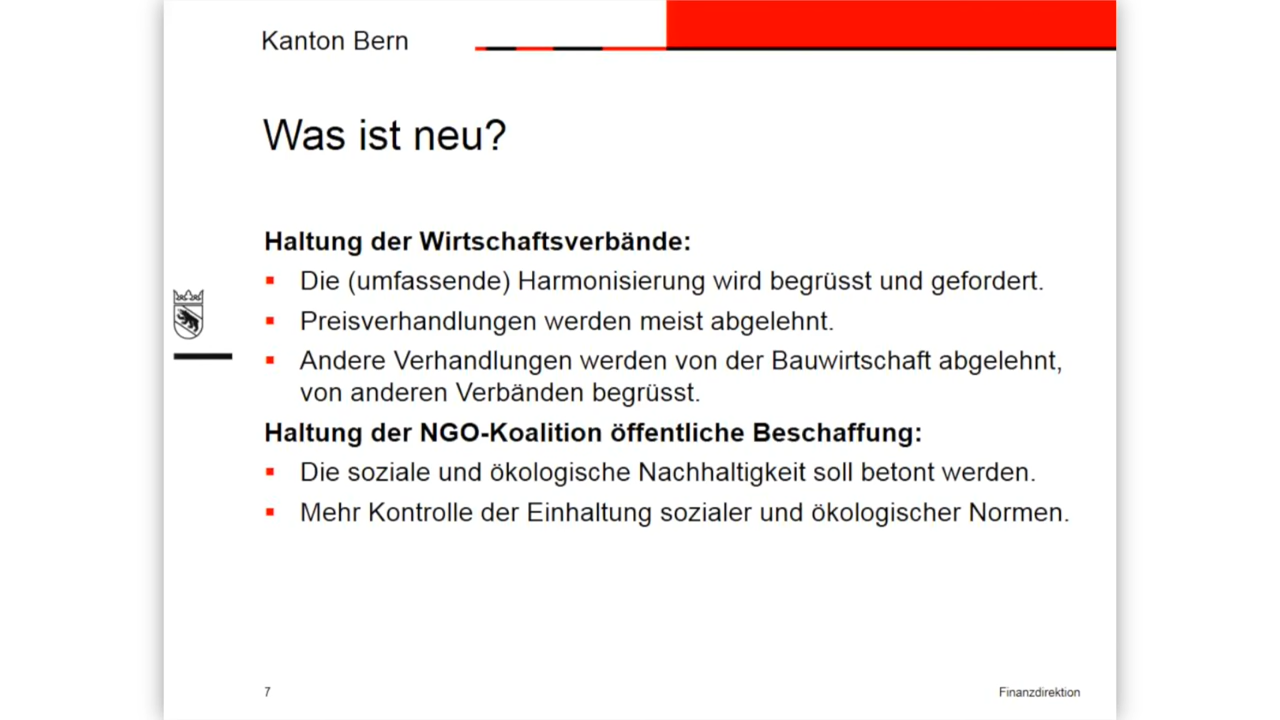 Kanton Bern
Was ist neu?
Haltung der Wirtschaftsverbände:
▪ Die (umfassende) Harmonisierung wird begrüsst und gefordert.
▪ Preisverhandlungen werden meist abgelehnt.
▪ Andere Verhandlungen werden von der Bauwirtschaft abgelehnt,
von anderen Verbänden begrüsst.
Haltung der NGO-Koalition öffentliche Beschaffung:
▪ Die soziale und ökologische Nachhaltigkeit soll betont werden.
▪ Mehr Kontrolle der Einhaltung sozialer und ökologischer Normen.
7
Finanzdirektion